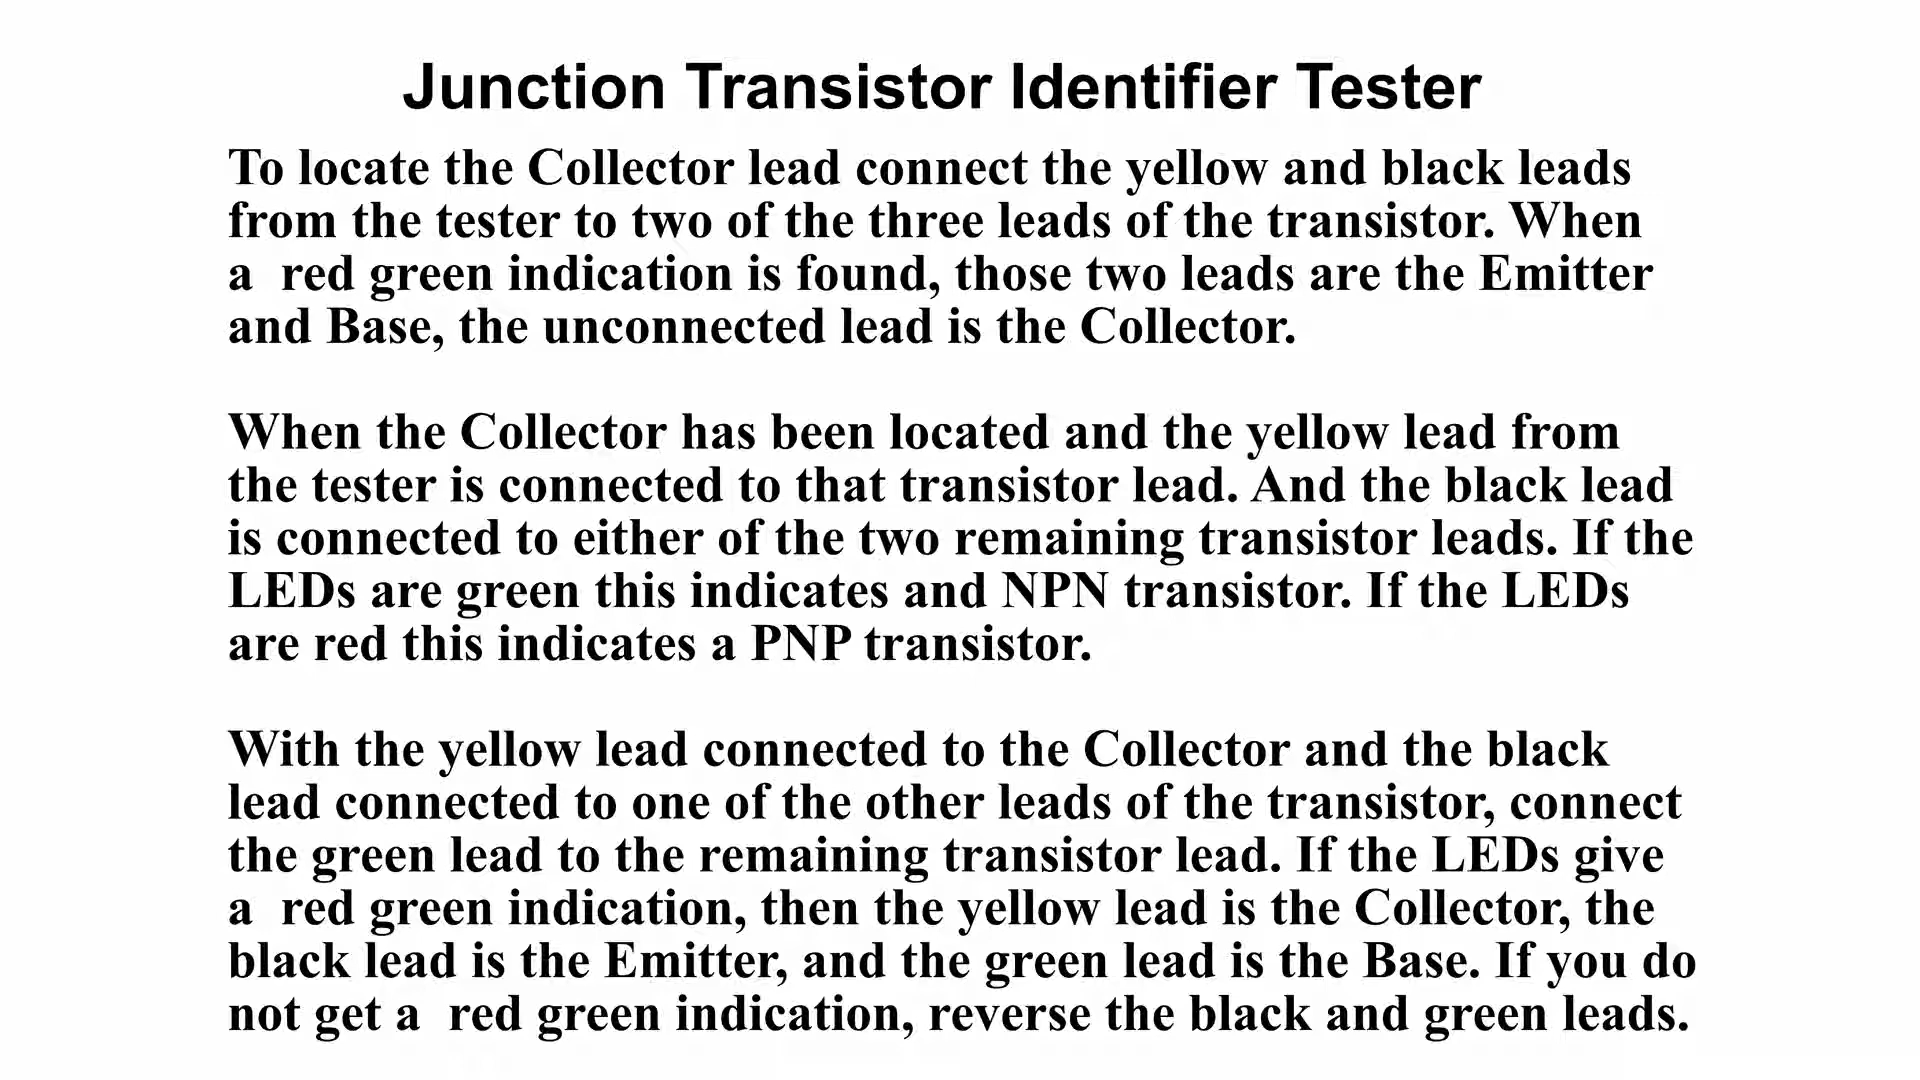 Junction Transistor Identifier Tester
To locate the Collector lead connect the yellow and black leads
from the tester to two of the three leads of the transistor. When
a  red green indication is found, those two leads are the Emitter
and Base, the unconnected lead is the Collector.
When the Collector has been located and the yellow lead from
the tester is connected to that transistor lead. And the black lead
is connected to either of the two remaining transistor leads. If the
LEDs are green this indicates and NPN transistor. If the LEDs
are red this indicates a PNP transistor.
With the yellow lead connected to the Collector and the black
lead connected to one of the other leads of the transistor, connect
the green lead to the remaining transistor lead. If the LEDs give
a  red green indication, then the yellow lead is the Collector, the
black lead is the Emitter, and the green lead is the Base. If you do
not get a  red green indication, reverse the black and green leads.